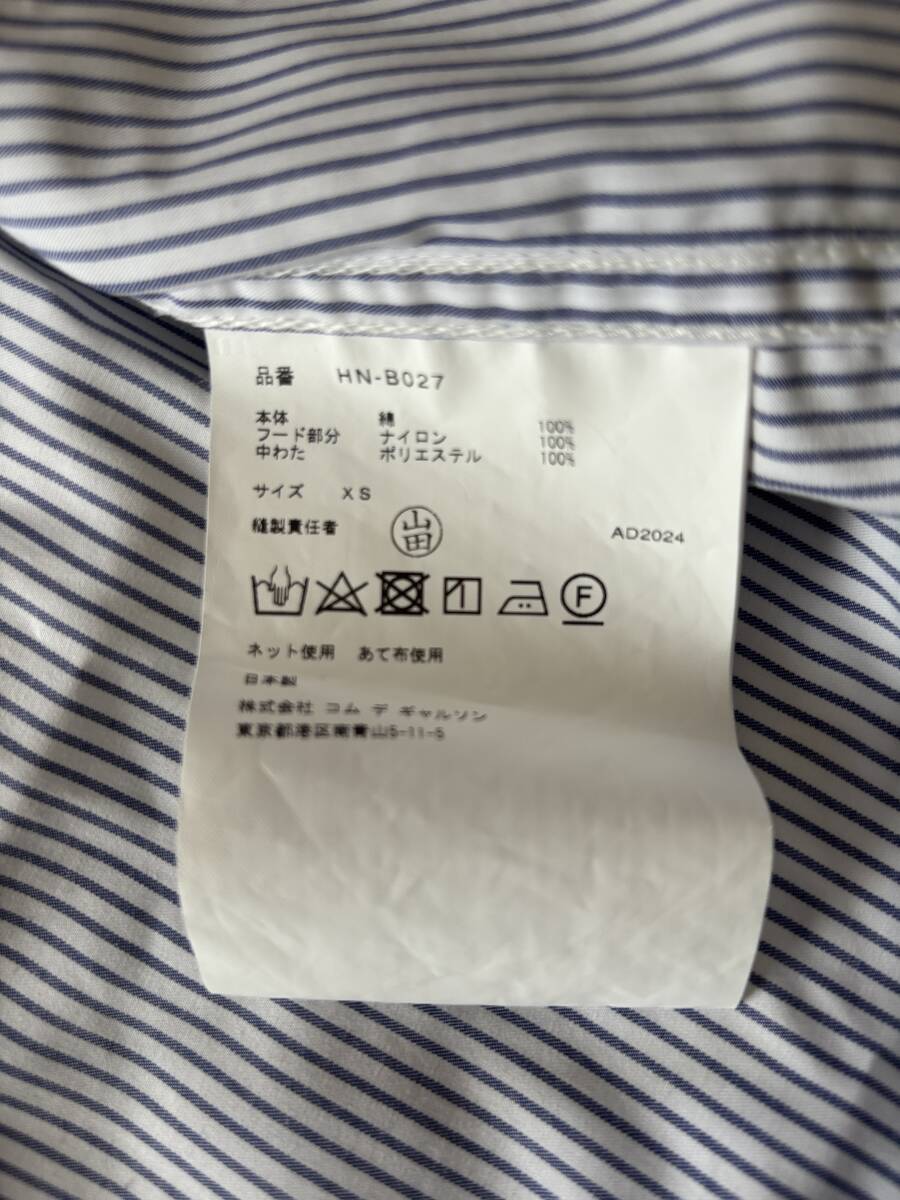 品番 HN-B027
本体 綿 100%
フード部分 ナイロン 100%
中わた ポリエステル 100%
サイズ XS
縫製責任者 山田 AD2024
F
ネット使用 あて布使用
日本製
株式会社 コム デ ギャルソン
東京都港区南青山5-11-5